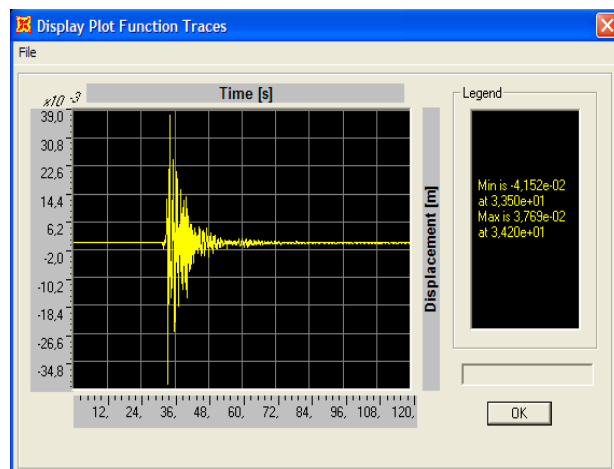 Display Plot Function Traces
File
x10 -3
Time [s]
39,0
30,8
22,6
14,4
6,2
-2,0
-10,2
-18,4
-26,6
-34,8
Displacement [m]
12, 24, 36, 48, 60, 72, 84, 96, 108, 120,
Legend
Min is -4,152e-02
at 3,350e+01
Max is 3,769e-02
at 3,420e+01
OK